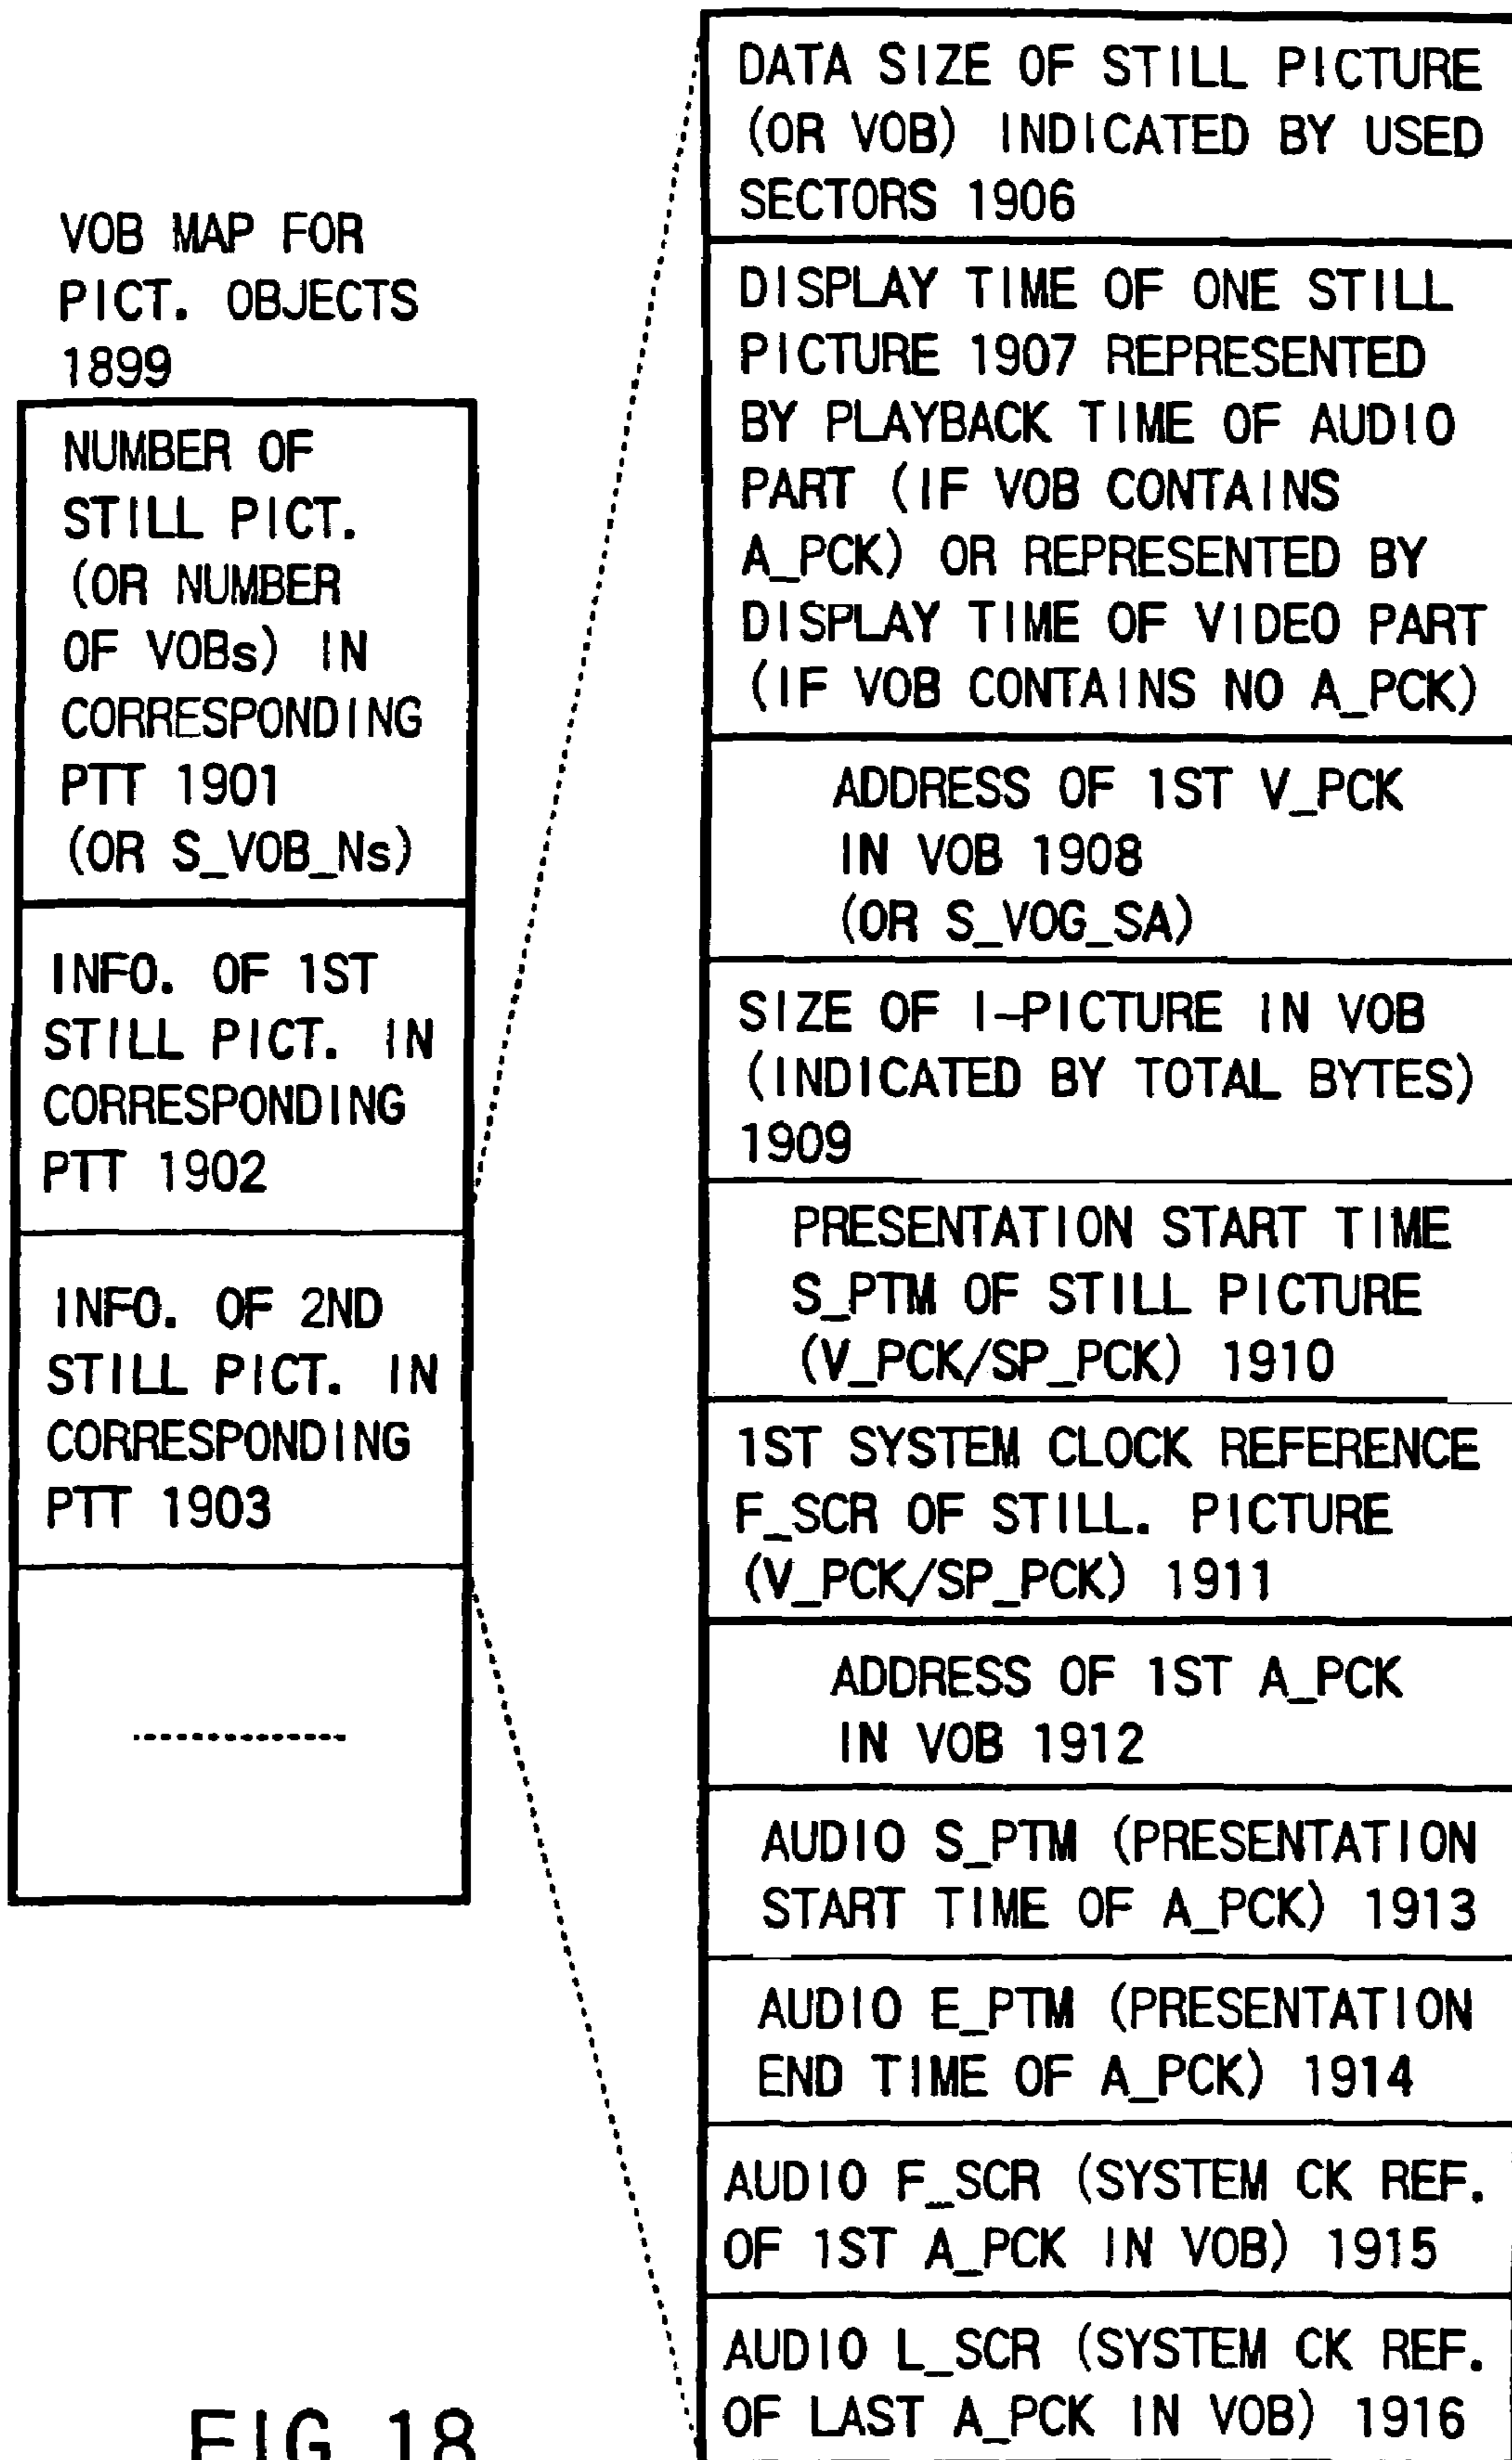 VOB MAP FOR
PICT. OBJECTS
1899
NUMBER OF
STILL PICT.
(OR NUMBER
OF VOBs) IN
CORRESPONDING
PTT 1901
(OR S_VOB_Ns)
INFO. OF 1ST
STILL PICT. IN
CORRESPONDING
PTT 1902
INFO. OF 2ND
STILL PICT. IN
CORRESPONDING
PTT 1903
DATA SIZE OF STILL PICTURE
(OR VOB) INDICATED BY USED
SECTORS 1906
DISPLAY TIME OF ONE STILL
PICTURE 1907 REPRESENTED
BY PLAYBACK TIME OF AUDIO
PART (IF VOB CONTAINS
A_PCK) OR REPRESENTED BY
DISPLAY TIME OF VIDEO PART
(IF VOB CONTAINS NO A_PCK)
ADDRESS OF 1ST V_PCK
IN VOB 1908
(OR S_VOG_SA)
SIZE OF I-PICTURE IN VOB
(INDICATED BY TOTAL BYTES)
1909
PRESENTATION START TIME
S_PTM OF STILL PICTURE
(V_PCK/SP_PCK) 1910
1ST SYSTEM CLOCK REFERENCE
F_SCR OF STILL. PICTURE
(V_PCK/SP_PCK) 1911
ADDRESS OF 1ST A_PCK
IN VOB 1912
AUDIO S_PTM (PRESENTATION
START TIME OF A_PCK) 1913
AUDIO E_PTM (PRESENTATION
END TIME OF A_PCK) 1914
AUDIO F_SCR (SYSTEM CK REF.
OF 1ST A_PCK IN VOB) 1915
AUDIO L_SCR (SYSTEM CK REF.
OF LAST A_PCK IN VOB) 1916
FIG. 18